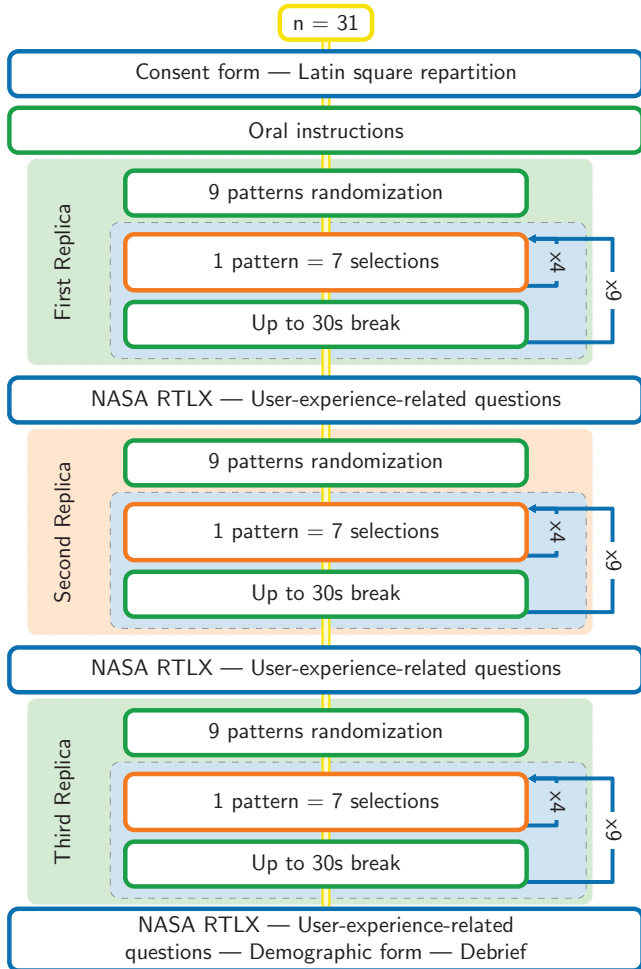 n = 31
Consent form — Latin square repartition
Oral instructions
First Replica
9 patterns randomization
1 pattern = 7 selections
×4
Up to 30s break
×9
NASA RTLX — User-experience-related questions
Second Replica
9 patterns randomization
1 pattern = 7 selections
×4
Up to 30s break
×9
NASA RTLX — User-experience-related questions
Third Replica
9 patterns randomization
1 pattern = 7 selections
×4
Up to 30s break
×9
NASA RTLX — User-experience-related
questions — Demographic form — Debrief